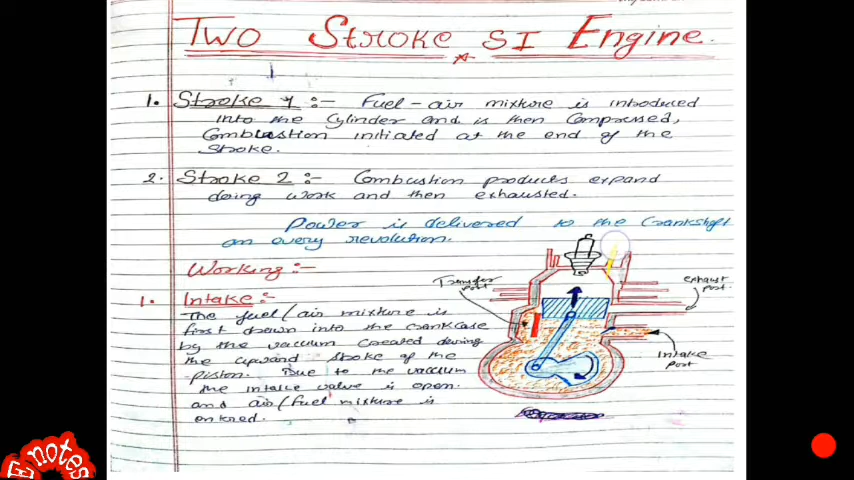 Two Stroke SI Engine.
1. Stroke 1 :- Fuel-air mixture is introduced
into the Cylinder and is then Compressed,
Combustion initiated at the end of the
Stroke.
2. Stroke 2 :- Combustion products expand
doing work and then exhausted.
Power is delivered to the Crankshaft
on every revolution.
Working :-
1. Intake :-
The fuel/air mixture is
first drawn into the crankcase
by the vacuum created during
the upward stroke of the
piston. Due to the vaccum
the intake valve is open.
and air/fuel mixture is
entred.
Transfer
Port
exhaust
port.
Intake
port
E notes